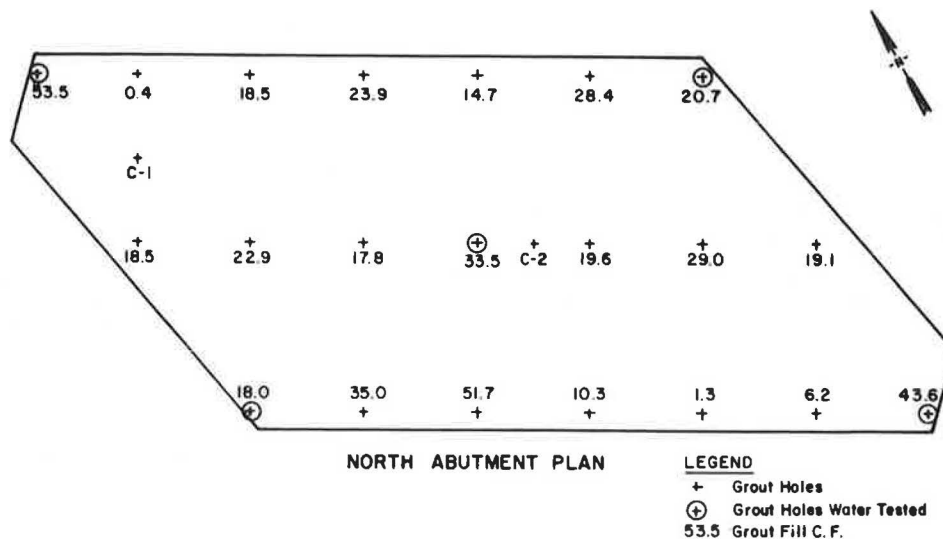 53.5 0.4 18.5 23.9 14.7 28.4 20.7
N
C-1
18.5 22.9 17.8 33.5 C-2 19.6 29.0 19.1
18.0 35.0 51.7 10.3 1.3 6.2 43.6
NORTH ABUTMENT PLAN
LEGEND
Grout Holes
Grout Holes Water Tested
53.5 Grout Fill C.F.